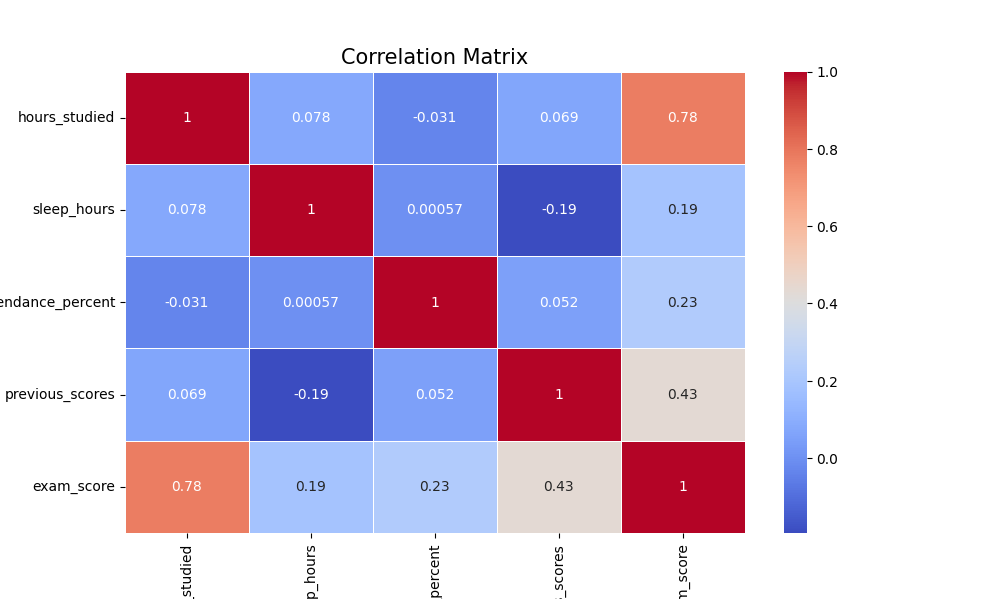 Correlation Matrix
hours_studied 1 0.078 -0.031 0.069 0.78
sleep_hours 0.078 1 0.00057 -0.19 0.19
endance_percent -0.031 0.00057 1 0.052 0.23
previous_scores 0.069 -0.19 0.052 1 0.43
exam_score 0.78 0.19 0.23 0.43 1
_studied p_hours percent _scores m_score
1.0
0.8
0.6
0.4
0.2
0.0